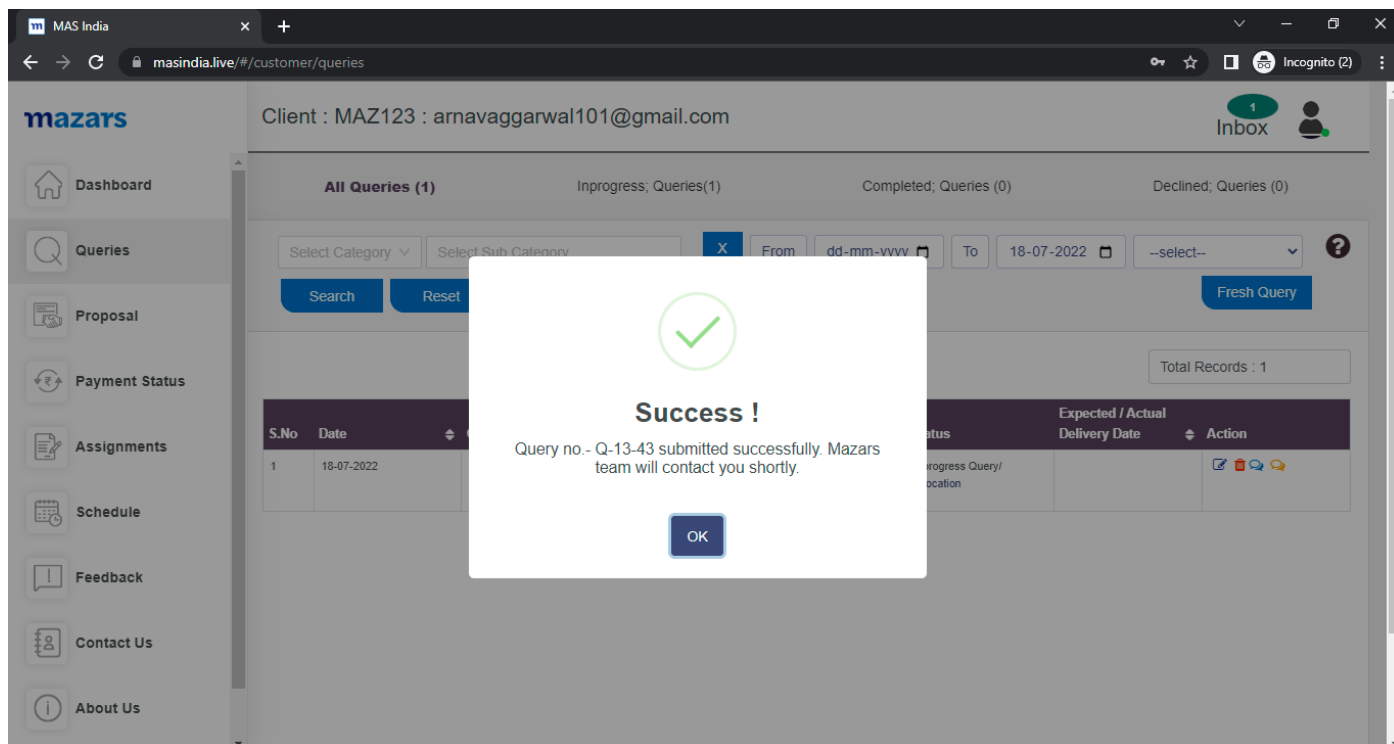 MAS India
masindia.live/#/customer/queries
Incognito (2)
mazars
Client : MAZ123 : arnavaggarwal101@gmail.com
1
Inbox
Dashboard
Queries
Proposal
Payment Status
Assignments
Schedule
Feedback
Contact Us
About Us
All Queries (1)
Inprogress; Queries(1)
Completed; Queries (0)
Declined; Queries (0)
Select Category
Select Sub Category
X
From
dd-mm-yyyy
To
18-07-2022
--select--
Search
Reset
Fresh Query
Total Records : 1
S.No
Date
Expected / Actual
Delivery Date
Action
1
18-07-2022
Success !
Query no.- Q-13-43 submitted successfully. Mazars
team will contact you shortly.
OK